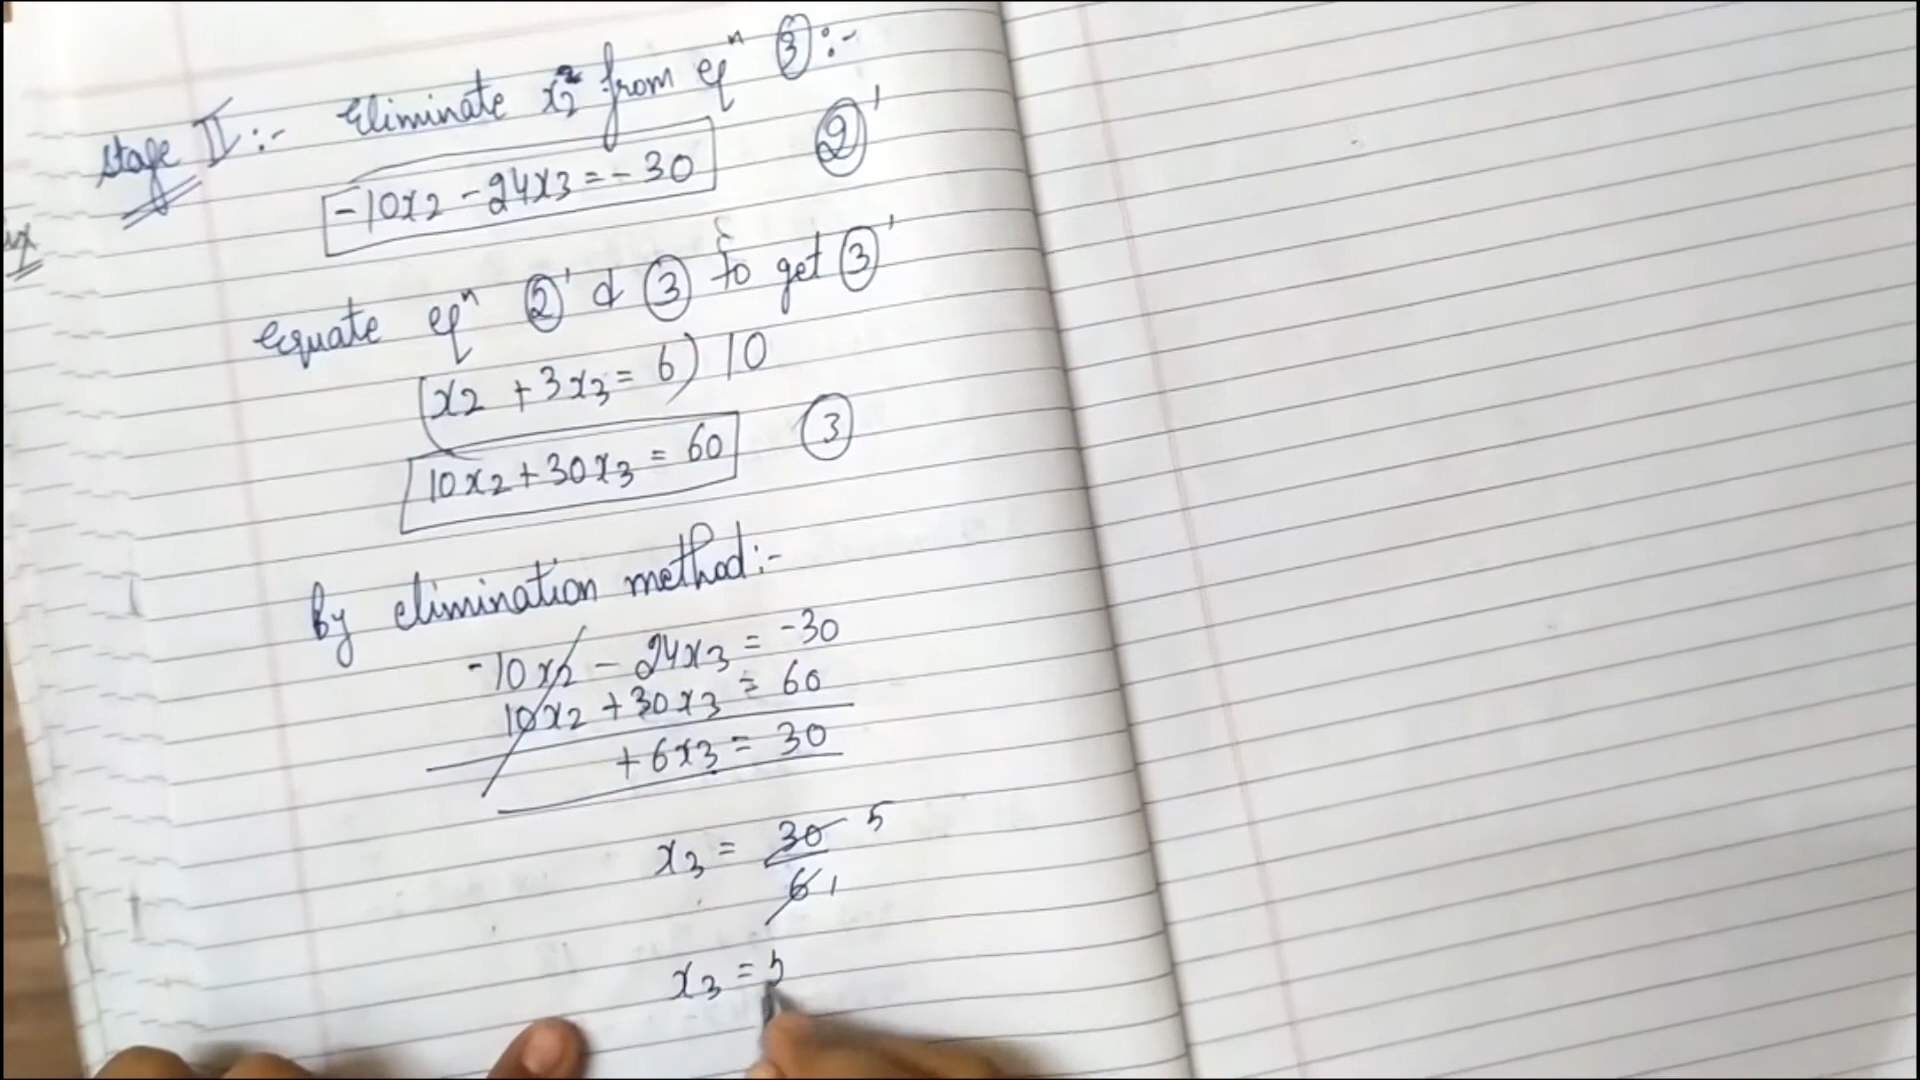 Stage II :- Eliminate x2 from eqn 3 :-
-10x2 - 24x3 = -30 2'
Equate eqn 2' & 3 to get 3'
(x2 + 3x3 = 6) 10
10x2 + 30x3 = 60 3
By elimination method :-
-10x2 - 24x3 = -30
10x2 + 30x3 = 60
+ 6x3 = 30
x3 = 30 5
6 1
x3 = 5